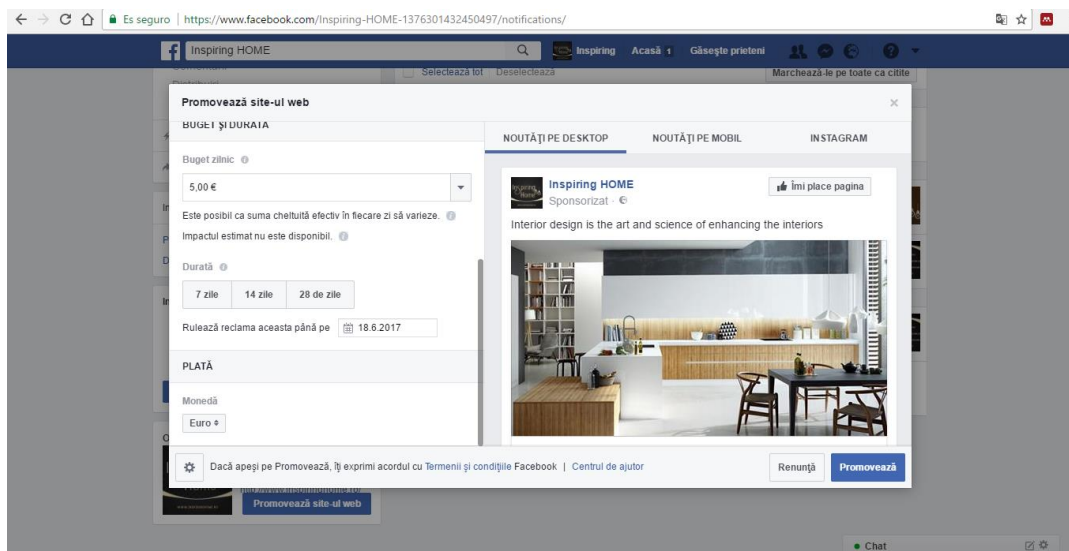 Es seguro | https://www.facebook.com/Inspiring-HOME-1376301432450497/notifications/
Inspiring HOME
Inspiring Acasă 1 Găsește prieteni
Selectează tot Deselectează
Marchează-le pe toate ca citite
Promovează site-ul web
BUGET ȘI DURATĂ
Buget zilnic
5,00 €
Este posibil ca suma cheltuită efectiv în fiecare zi să varieze.
Impactul estimat nu este disponibil.
Durată
7 zile 14 zile 28 de zile
Rulează reclama aceasta până pe 18.6.2017
PLATĂ
Monedă
Euro
NOUTĂȚI PE DESKTOP NOUTĂȚI PE MOBIL INSTAGRAM
Inspiring HOME
Îmi place pagina
Sponsorizat ·
Interior design is the art and science of enhancing the interiors
Dacă apeși pe Promovează, îți exprimi acordul cu Termenii și condițiile Facebook | Centrul de ajutor
Renunță Promovează
Promovează site-ul web
Chat